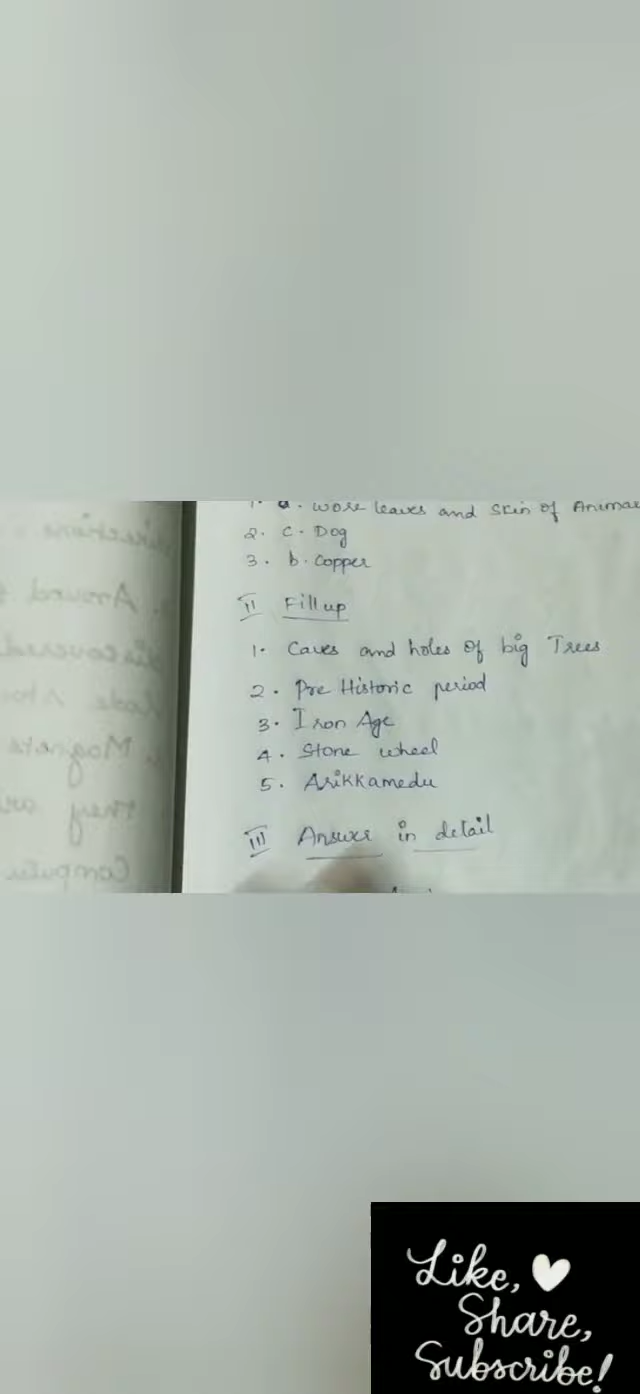 1. a. wore leaves and skin of Animal
2. c. Dog
3. b. Copper
II Fill up
1. Caves and holes of big Trees
2. Pre Historic period
3. Iron Age
4. Stone wheel
5. Arikkamedu
III Answer in detail
Like,
Share,
Subscribe!